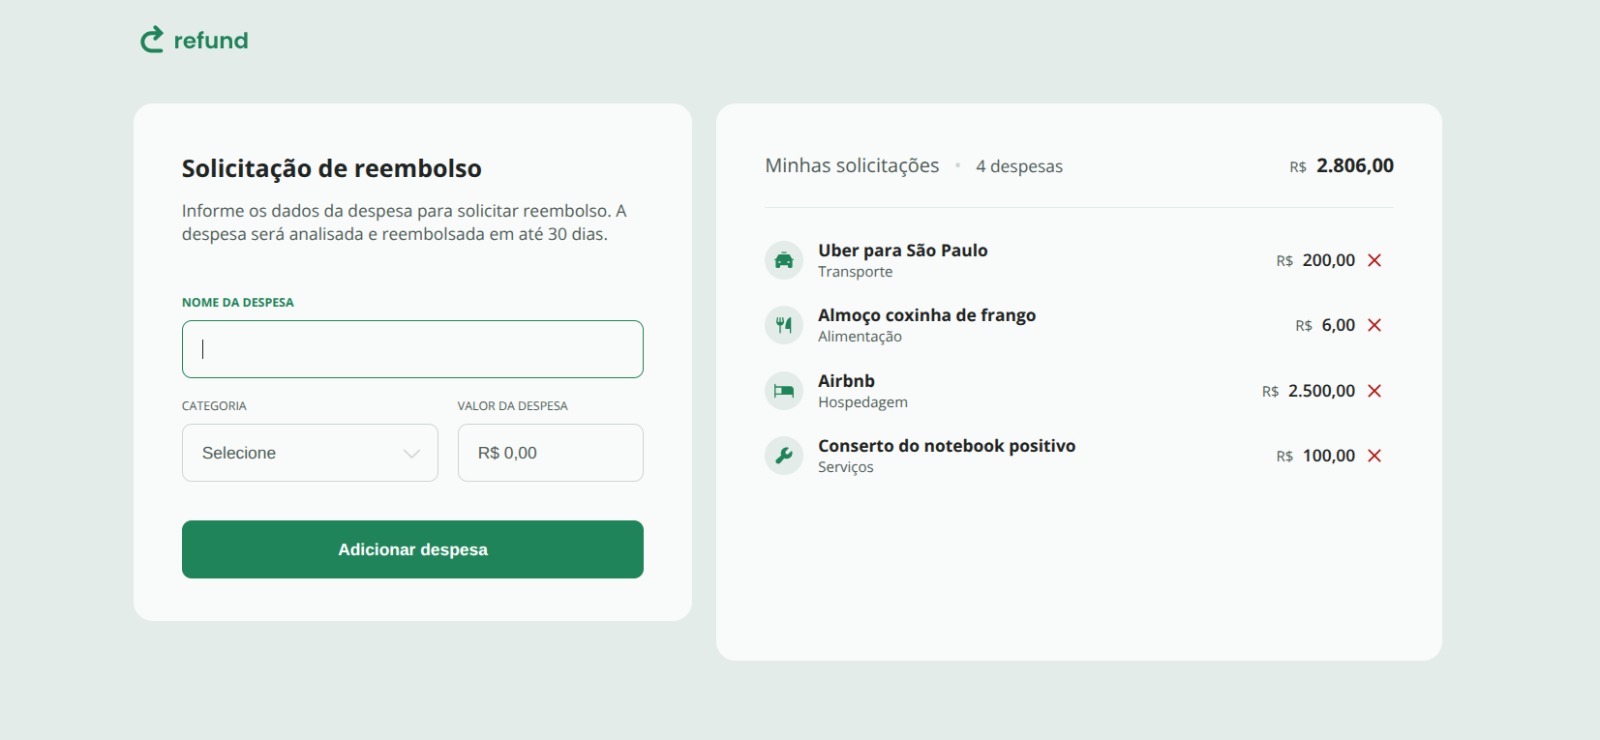 refund
Solicitação de reembolso
Informe os dados da despesa para solicitar reembolso. A
despesa será analisada e reembolsada em até 30 dias.
NOME DA DESPESA
CATEGORIA
VALOR DA DESPESA
Selecione
R$ 0,00
Adicionar despesa
Minhas solicitações • 4 despesas R$ 2.806,00
Uber para São Paulo
Transporte
R$ 200,00
Almoço coxinha de frango
Alimentação
R$ 6,00
Airbnb
Hospedagem
R$ 2.500,00
Conserto do notebook positivo
Serviços
R$ 100,00